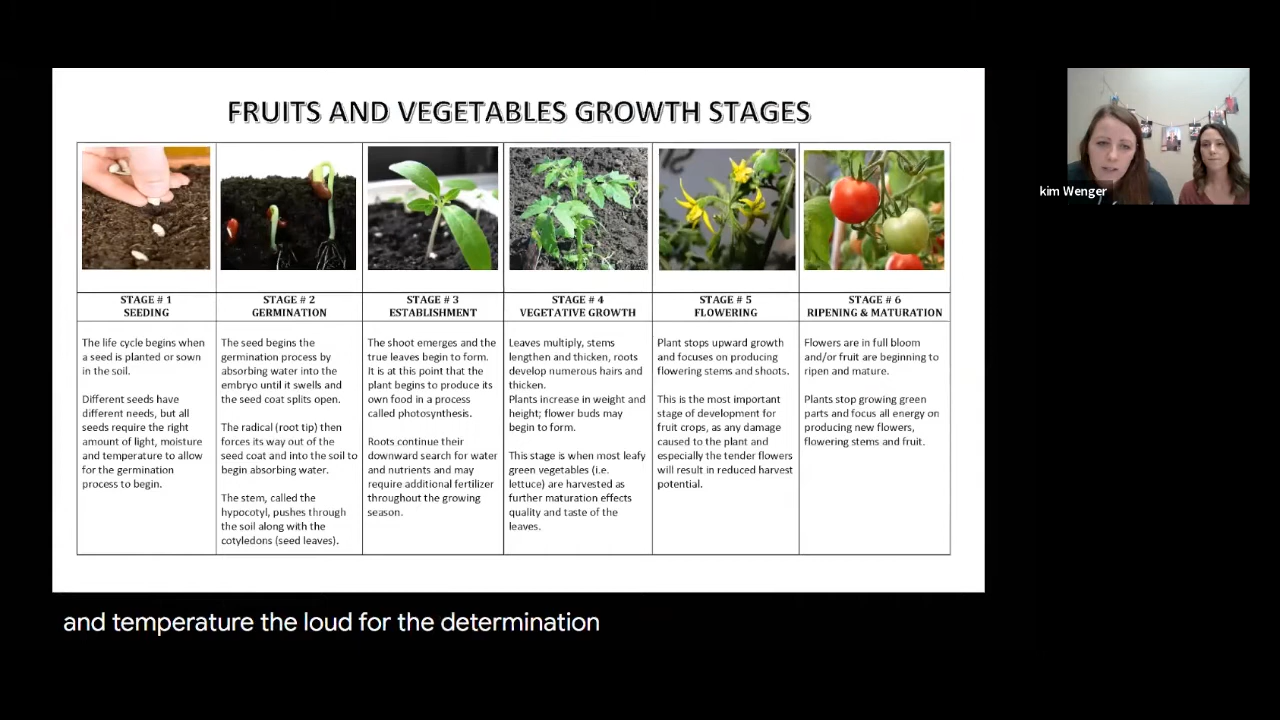 FRUITS AND VEGETABLES GROWTH STAGES
STAGE # 1
SEEDING
The life cycle begins when
a seed is planted or sown
in the soil.
Different seeds have
different needs, but all
seeds require the right
amount of light, moisture
and temperature to allow
for the germination
process to begin.
STAGE # 2
GERMINATION
The seed begins the
germination process by
absorbing water into the
embryo until it swells and
the seed coat splits open.
The radical (root tip) then
forces its way out of the
seed coat and into the soil to
begin absorbing water.
The stem, called the
hypocotyl, pushes through
the soil along with the
cotyledons (seed leaves).
STAGE # 3
ESTABLISHMENT
The shoot emerges and the
true leaves begin to form.
It is at this point that the
plant begins to produce its
own food in a process
called photosynthesis.
Roots continue their
downward search for water
and nutrients and may
require additional fertilizer
throughout the growing
season.
STAGE # 4
VEGETATIVE GROWTH
Leaves multiply, stems
lengthen and thicken, roots
develop numerous hairs and
thicken.
Plants increase in weight and
height; flower buds may
begin to form.
This stage is when most leafy
green vegetables (i.e.
lettuce) are harvested as
further maturation effects
quality and taste of the
leaves.
STAGE # 5
FLOWERING
Plant stops upward growth
and focuses on producing
flowering stems and shoots.
This is the most important
stage of development for
fruit crops, as any damage
caused to the plant and
especially the tender flowers
will result in reduced harvest
potential.
STAGE # 6
RIPENING & MATURATION
Flowers are in full bloom
and/or fruit are beginning to
ripen and mature.
Plants stop growing green
parts and focus all energy on
producing new flowers,
flowering stems and fruit.
kim Wenger
and temperature the loud for the determination